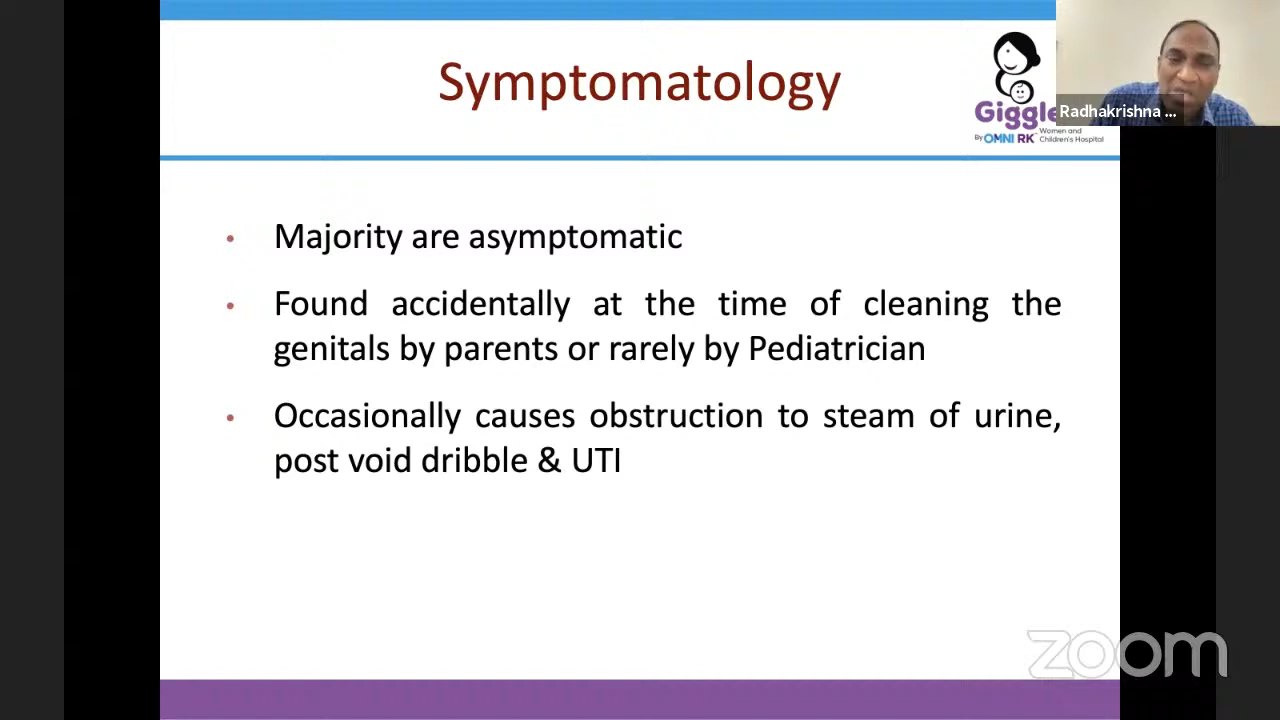 Symptomatology
Giggle
By OMNI RK Women and
Children's Hospital
Radhakrishna ...
• Majority are asymptomatic
• Found accidentally at the time of cleaning the
genitals by parents or rarely by Pediatrician
• Occasionally causes obstruction to steam of urine,
post void dribble & UTI
zoom